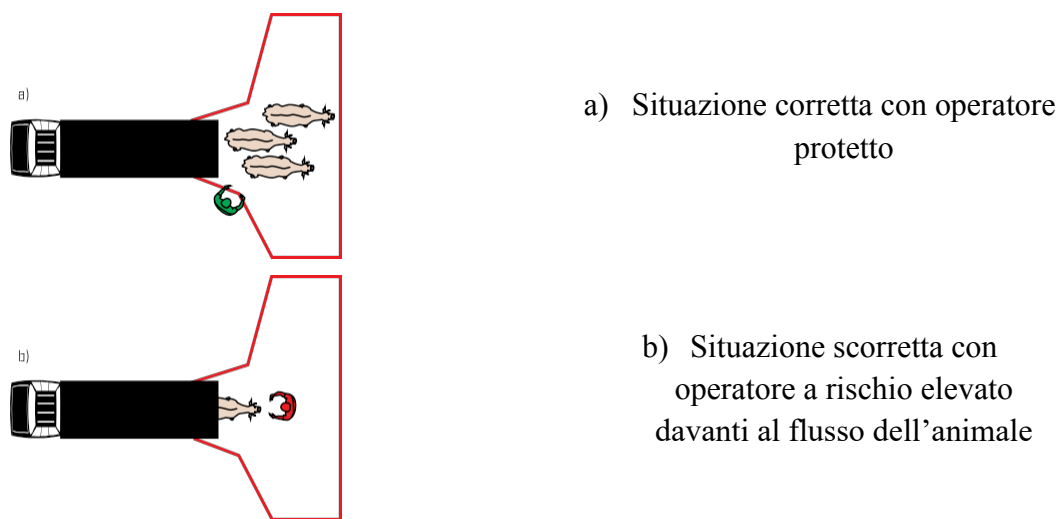 a)
a) Situazione corretta con operatore
protetto
b)
b) Situazione scorretta con
operatore a rischio elevato
davanti al flusso dell’animale